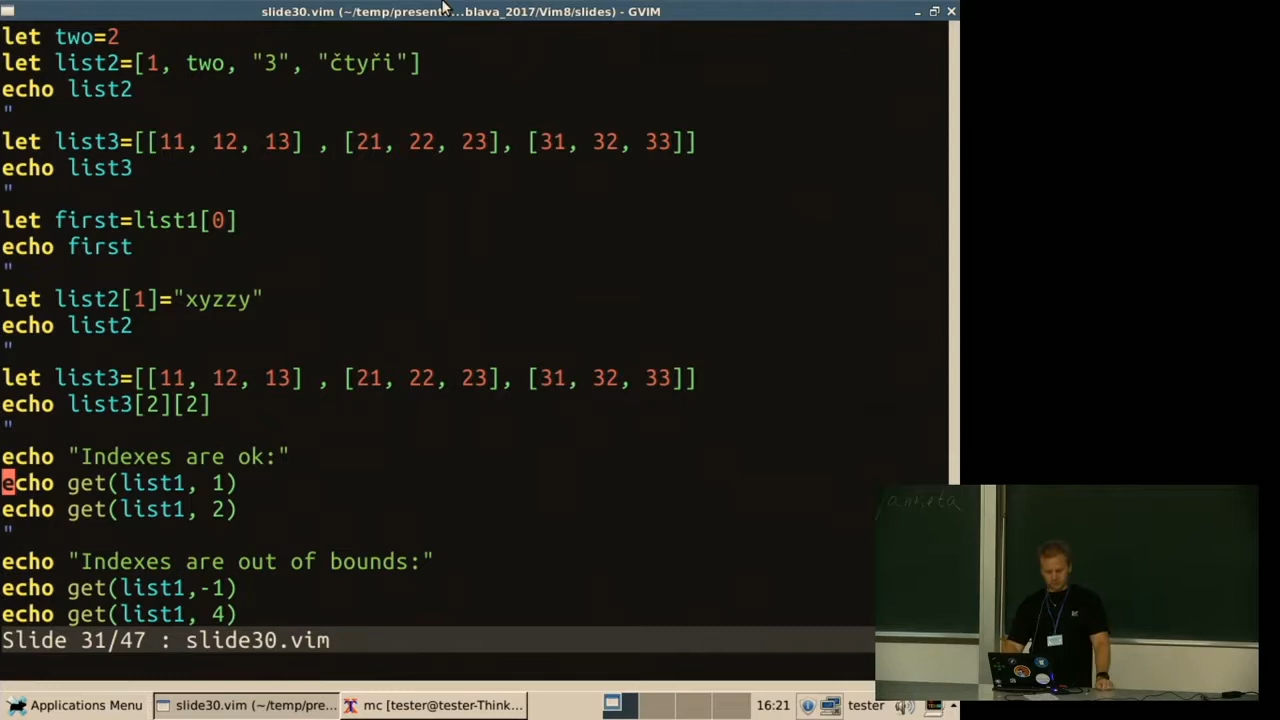 slide30.vim (~/temp/presenta...blava_2017/Vim8/slides) - GVIM
let two=2
let list2=[1, two, "3", "čtyři"]
echo list2
"
let list3=[[11, 12, 13] , [21, 22, 23], [31, 32, 33]]
echo list3
"
let first=list1[0]
echo first
"
let list2[1]="xyzzy"
echo list2
"
let list3=[[11, 12, 13] , [21, 22, 23], [31, 32, 33]]
echo list3[2][2]
"
echo "Indexes are ok:"
echo get(list1, 1)
echo get(list1, 2)
"
echo "Indexes are out of bounds:"
echo get(list1,-1)
echo get(list1, 4)
Slide 31/47 : slide30.vim
Applications Menu
slide30.vim (~/temp/pre...
mc [tester@tester-Think...
16:21
tester